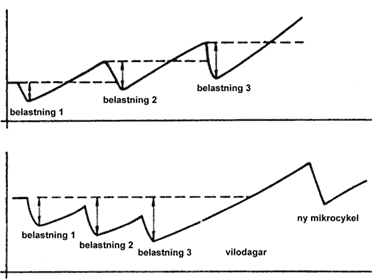 belastning 1
belastning 2
belastning 3
belastning 1
belastning 2
belastning 3
vilodagar
ny mikrocykel